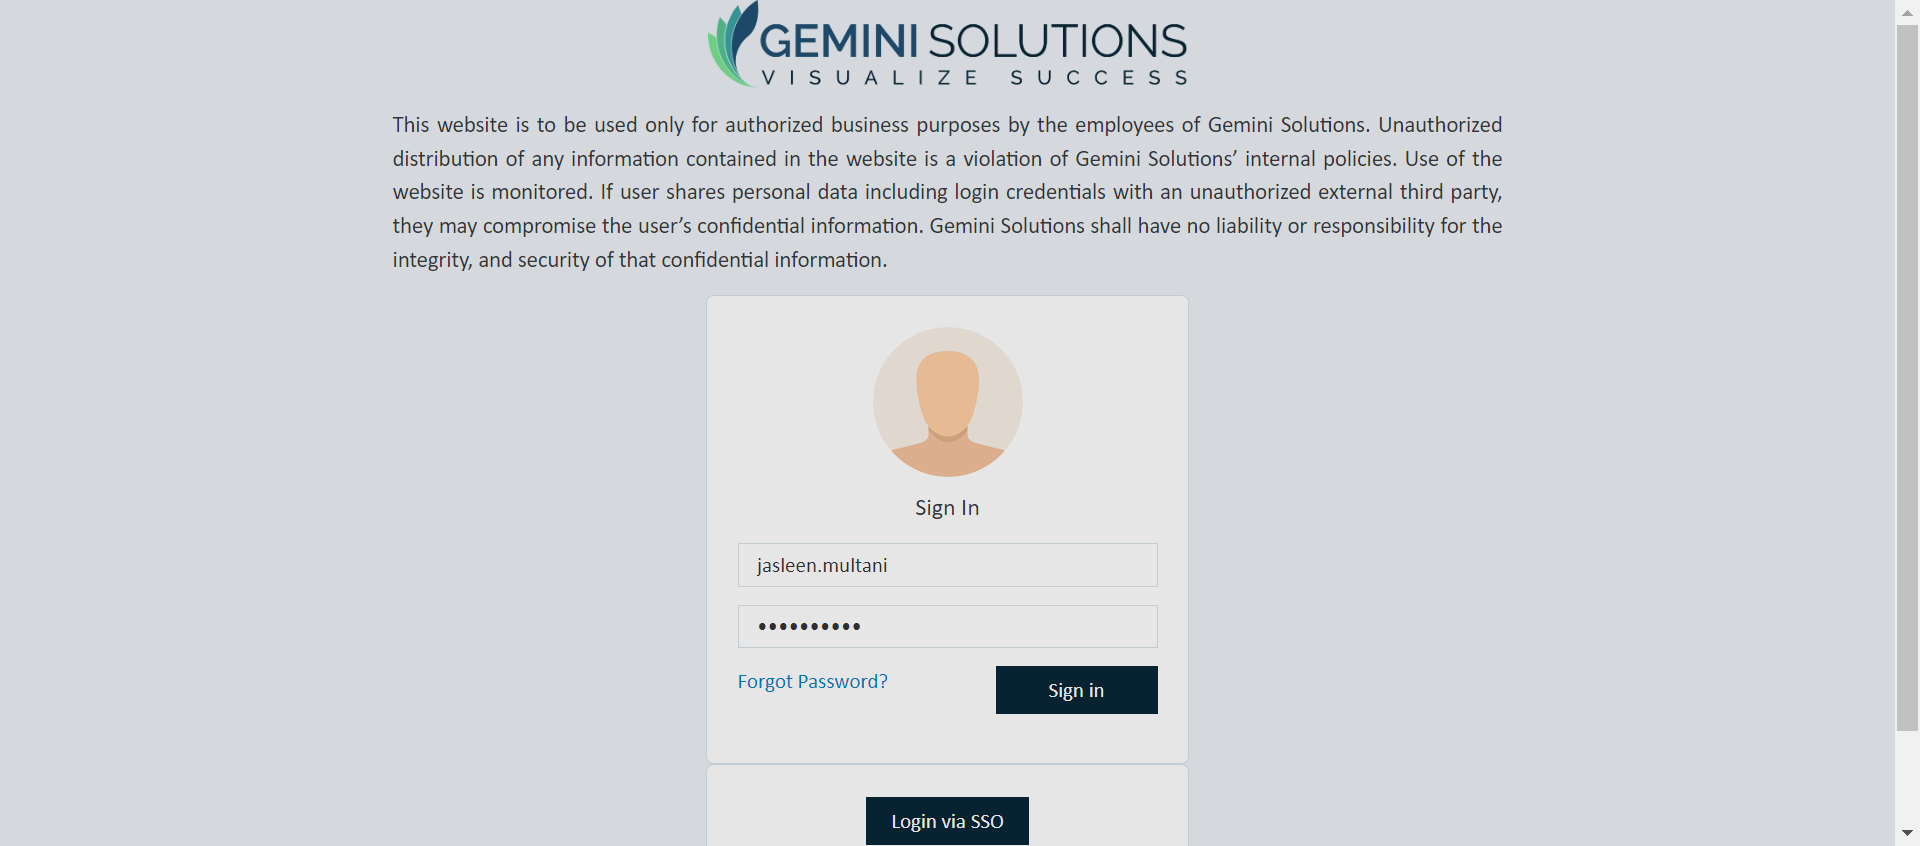 GEMINI SOLUTIONS
VISUALIZE SUCCESS
This website is to be used only for authorized business purposes by the employees of Gemini Solutions. Unauthorized
distribution of any information contained in the website is a violation of Gemini Solutions’ internal policies. Use of the
website is monitored. If user shares personal data including login credentials with an unauthorized external third party,
they may compromise the user’s confidential information. Gemini Solutions shall have no liability or responsibility for the
integrity, and security of that confidential information.
Sign In
jasleen.multani
••••••••••
Forgot Password?
Sign in
Login via SSO